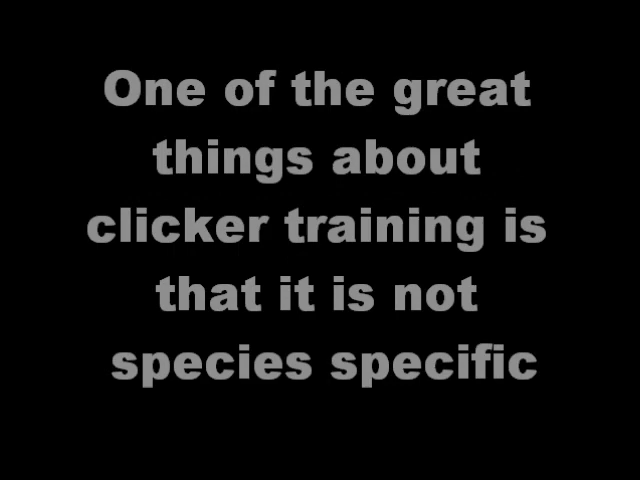 One of the great
things about
clicker training is
that it is not
species specific